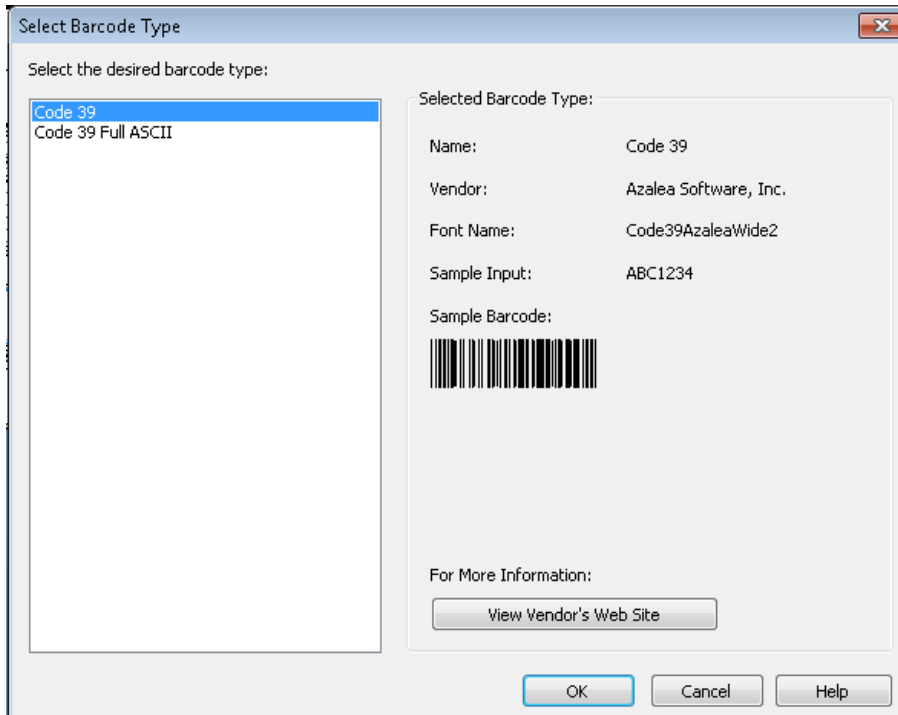 Select Barcode Type
Select the desired barcode type:
Code 39
Code 39 Full ASCII
Selected Barcode Type:
Name: Code 39
Vendor: Azalea Software, Inc.
Font Name: Code39AzaleaWide2
Sample Input: ABC1234
Sample Barcode:
For More Information:
View Vendor's Web Site
OK Cancel Help